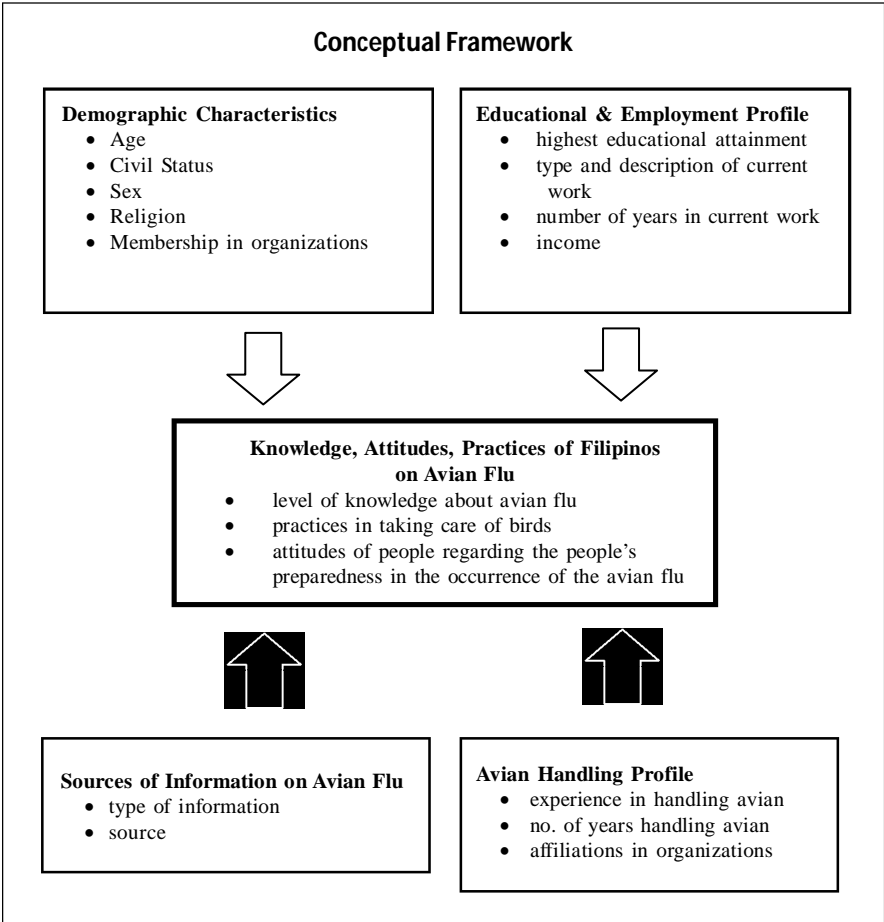 Conceptual Framework
Demographic Characteristics
• Age
• Civil Status
• Sex
• Religion
• Membership in organizations
Educational & Employment Profile
• highest educational attainment
• type and description of current
work
• number of years in current work
• income
Knowledge, Attitudes, Practices of Filipinos
on Avian Flu
• level of knowledge about avian flu
• practices in taking care of birds
• attitudes of people regarding the people’s
preparedness in the occurrence of the avian flu
Sources of Information on Avian Flu
• type of information
• source
Avian Handling Profile
• experience in handling avian
• no. of years handling avian
• affiliations in organizations